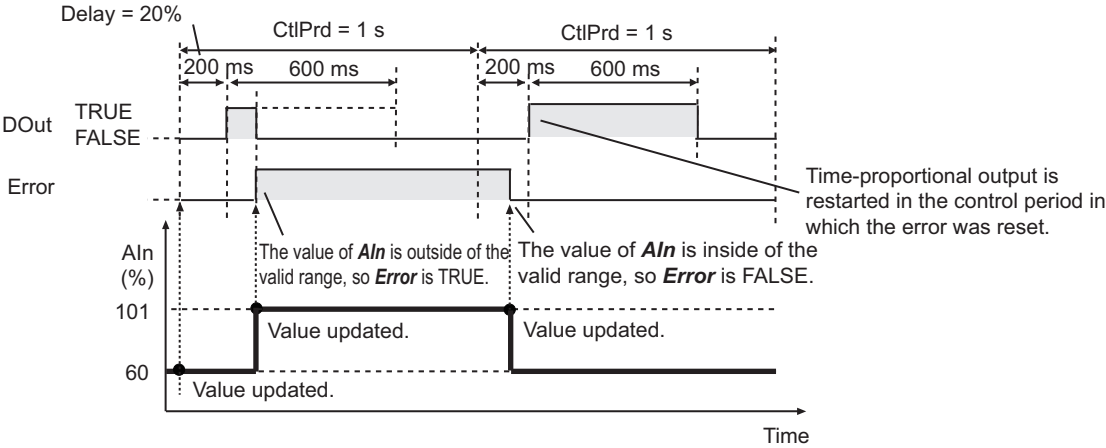 Delay = 20%
CtlPrd = 1 s
CtlPrd = 1 s
200 ms
600 ms
200 ms
600 ms
DOut
TRUE
FALSE
Error
Time-proportional output is
restarted in the control period in
which the error was reset.
AIn
(%)
The value of AIn is outside of the
valid range, so Error is TRUE.
The value of AIn is inside of the
valid range, so Error is FALSE.
101
Value updated.
Value updated.
60
Value updated.
Time